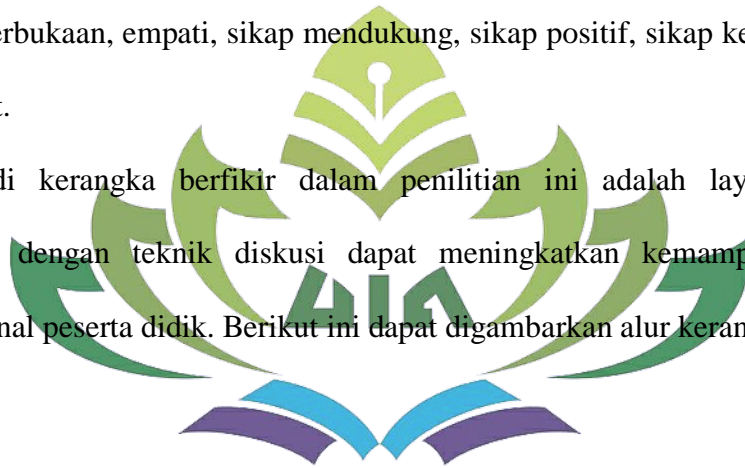 erbukaan, empati, sikap mendukung, sikap positif, sikap ke
t.
di kerangka berfikir dalam penilitian ini adalah lay
dengan teknik diskusi dapat meningkatkan kemamp
nal peserta didik. Berikut ini dapat digambarkan alur keran
UIN